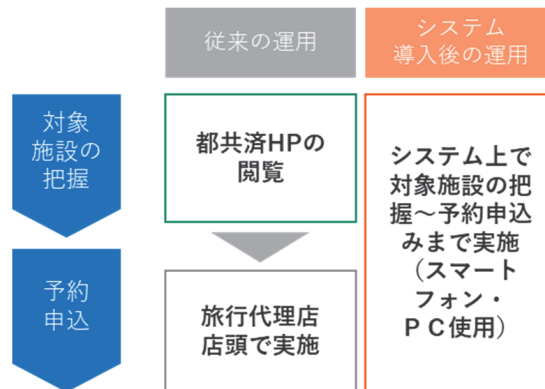 従来の運用
システム
導入後の運用
対象
施設の
把握
都共済HPの
閲覧
システム上で
対象施設の把
握～予約申込
みまで実施
（スマート
フォン・
ＰＣ使用）
予約
申込
旅行代理店
店頭で実施